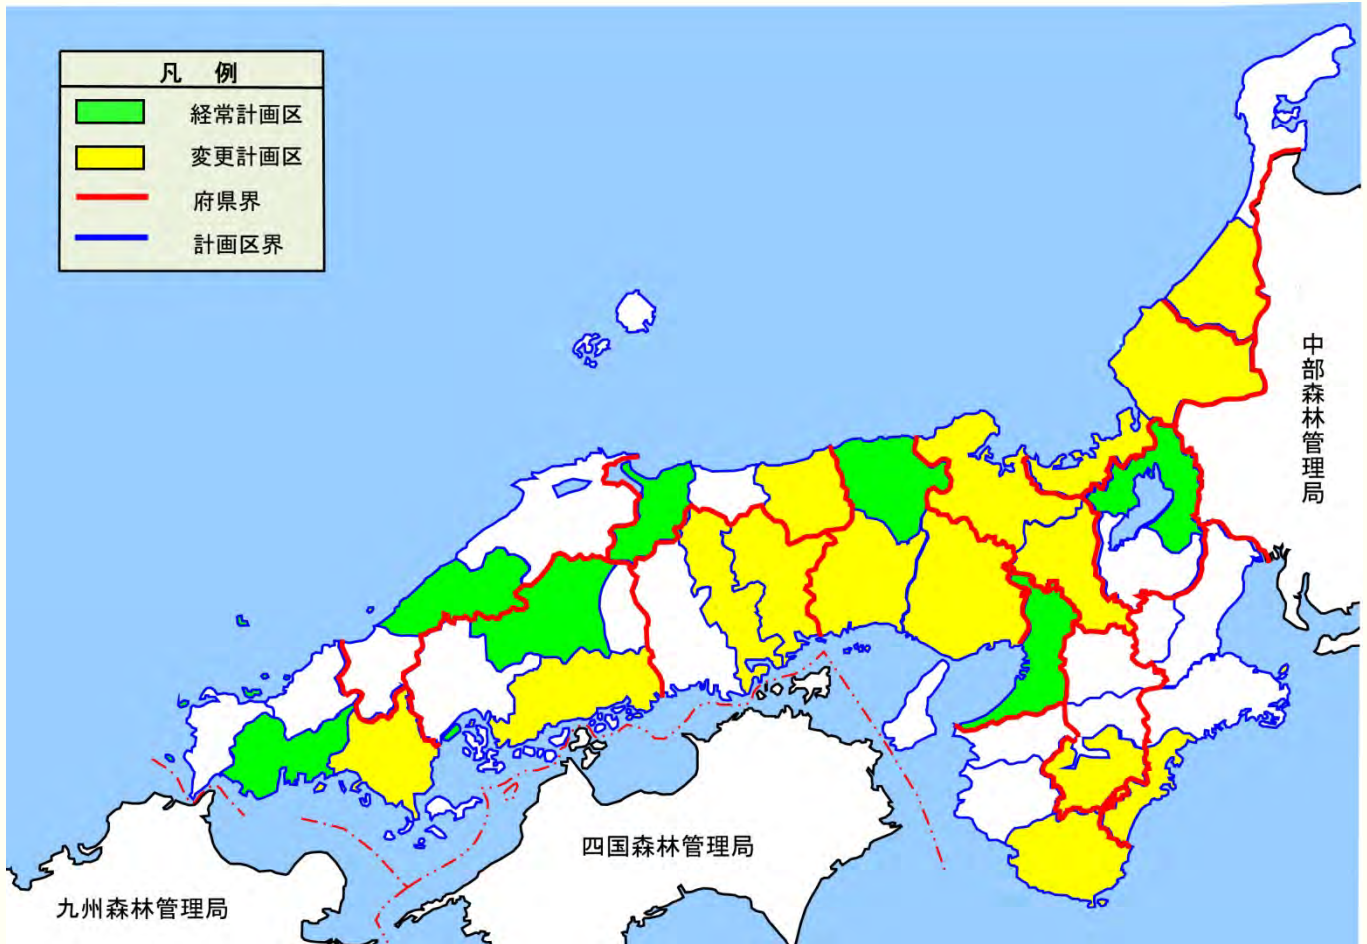 凡 例
経常計画区
変更計画区
府県界
計画区界
中部森林管理局
四国森林管理局
九州森林管理局